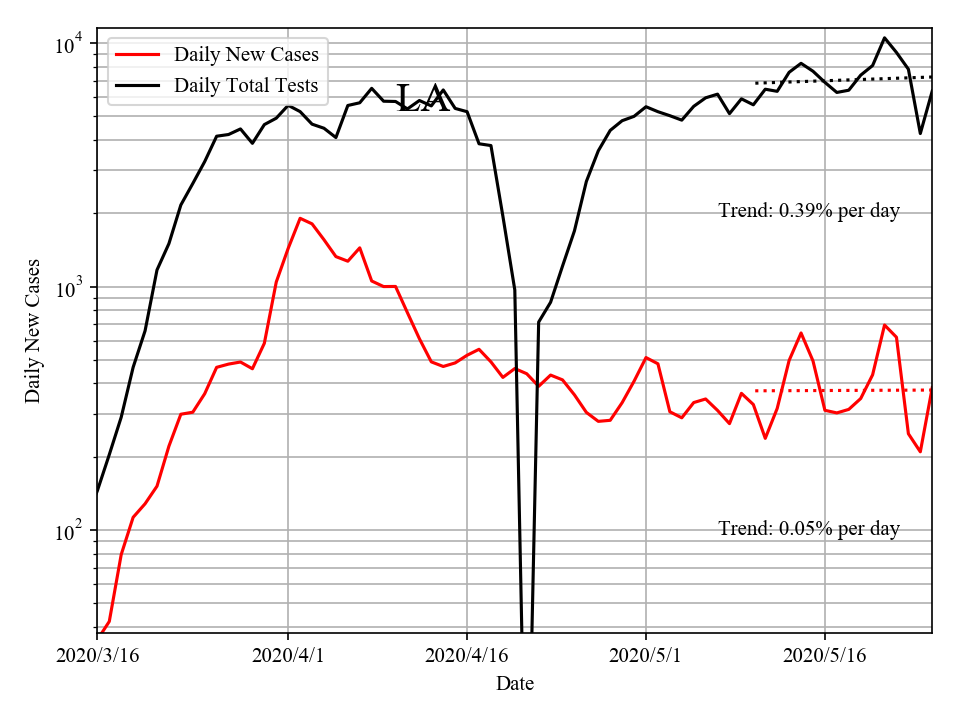 10^4
Daily New Cases
Daily Total Tests
LA
Trend: 0.39% per day
10^3
Daily New Cases
Trend: 0.05% per day
10^2
2020/3/16 2020/4/1 2020/4/16 2020/5/1 2020/5/16
Date